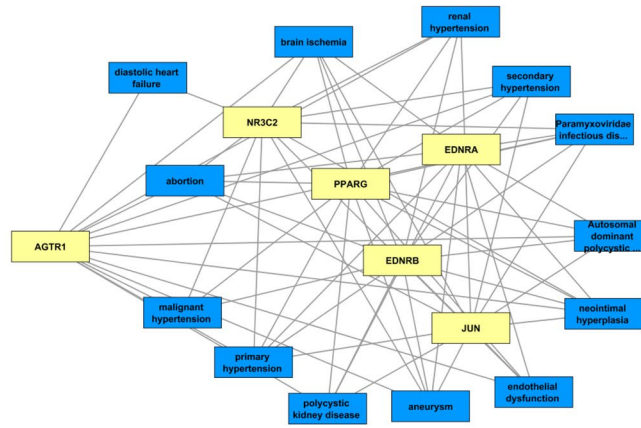 renal
hypertension
brain ischemia
diastolic heart
failure
secondary
hypertension
NR3C2
Paramyxoviridae
infectious dis...
EDNRA
abortion
PPARG
Autosomal
dominant
polycystic ...
AGTR1
EDNRB
malignant
hypertension
neointimal
hyperplasia
JUN
primary
hypertension
endothelial
dysfunction
polycystic
kidney disease
aneurysm